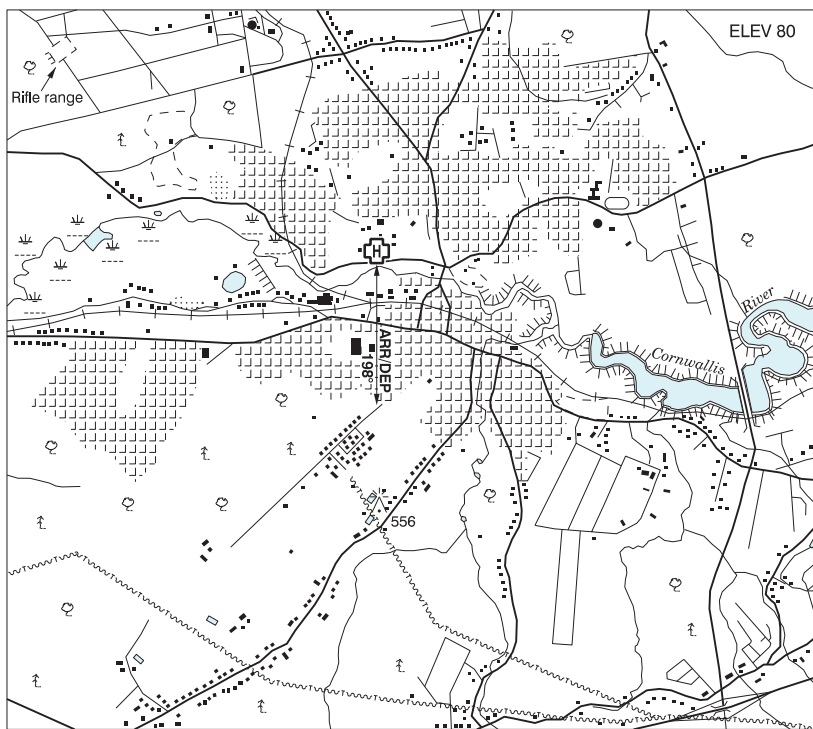 ELEV 80
Rifle range
H
River
Cornwallis
ARR/DEP
198°
556